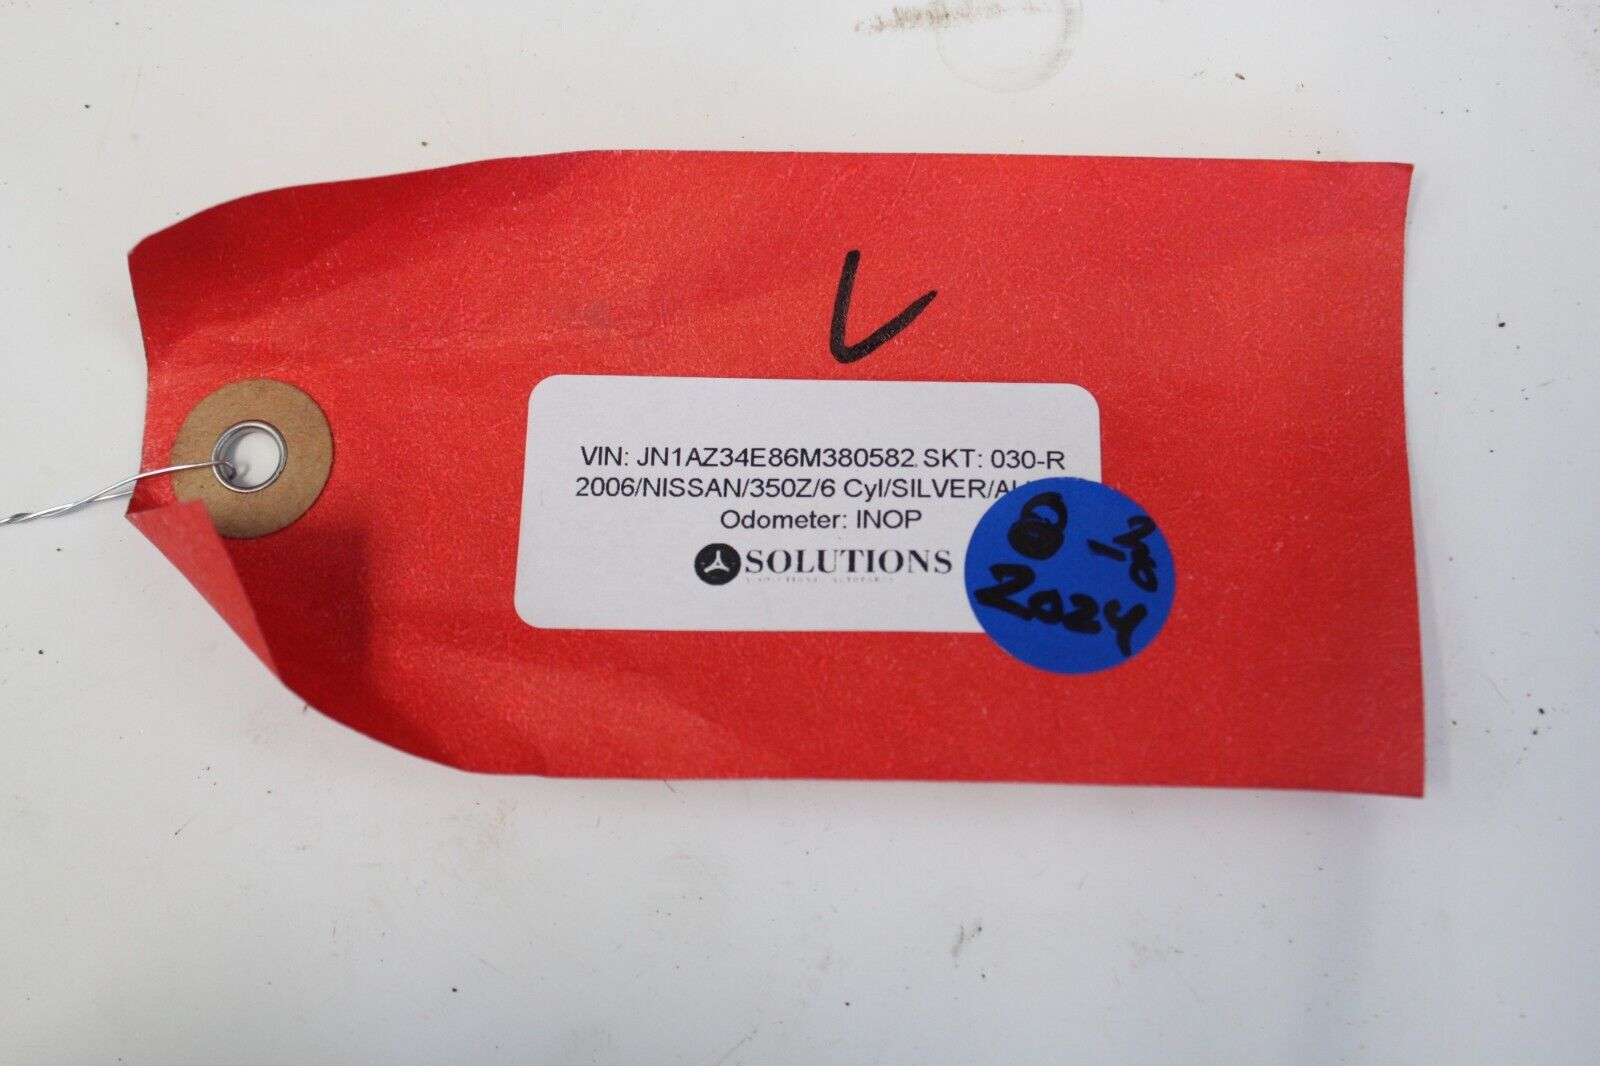 L
VIN: JN1AZ34E86M380582 SKT: 030-R
2006/NISSAN/350Z/6 Cyl/SILVER/
Odometer: INOP
SOLUTIONS
2024